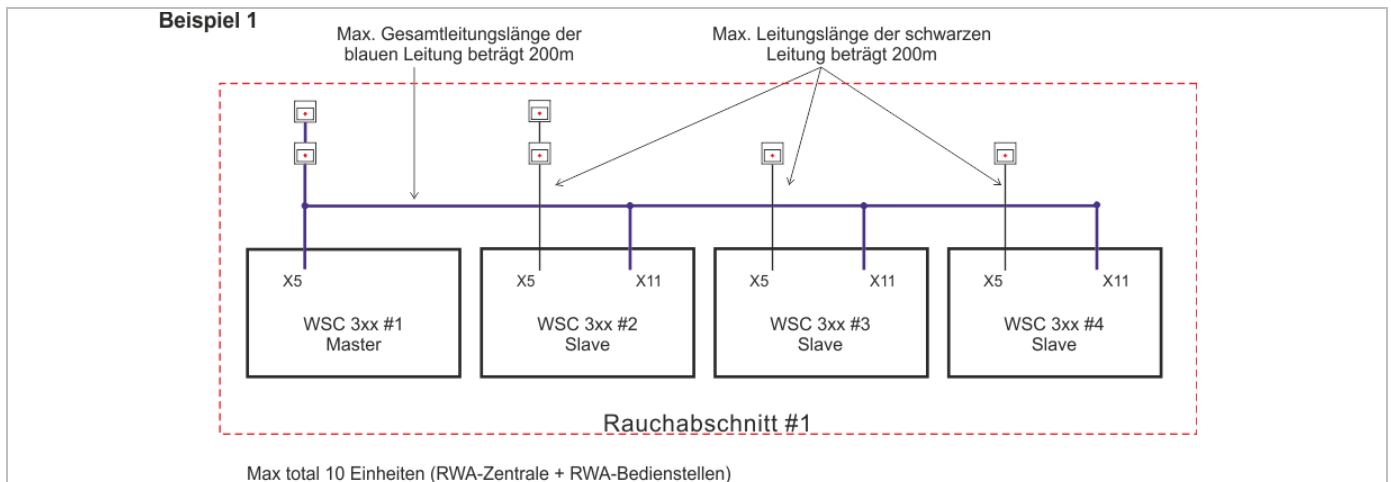 Beispiel 1
Max. Gesamtleitungslänge der
blauen Leitung beträgt 200m
Max. Leitungslänge der schwarzen
Leitung beträgt 200m
X5
WSC 3xx #1
Master
X5
X11
WSC 3xx #2
Slave
X5
X11
WSC 3xx #3
Slave
X5
X11
WSC 3xx #4
Slave
Rauchabschnitt #1
Max total 10 Einheiten (RWA-Zentrale + RWA-Bedienstellen)